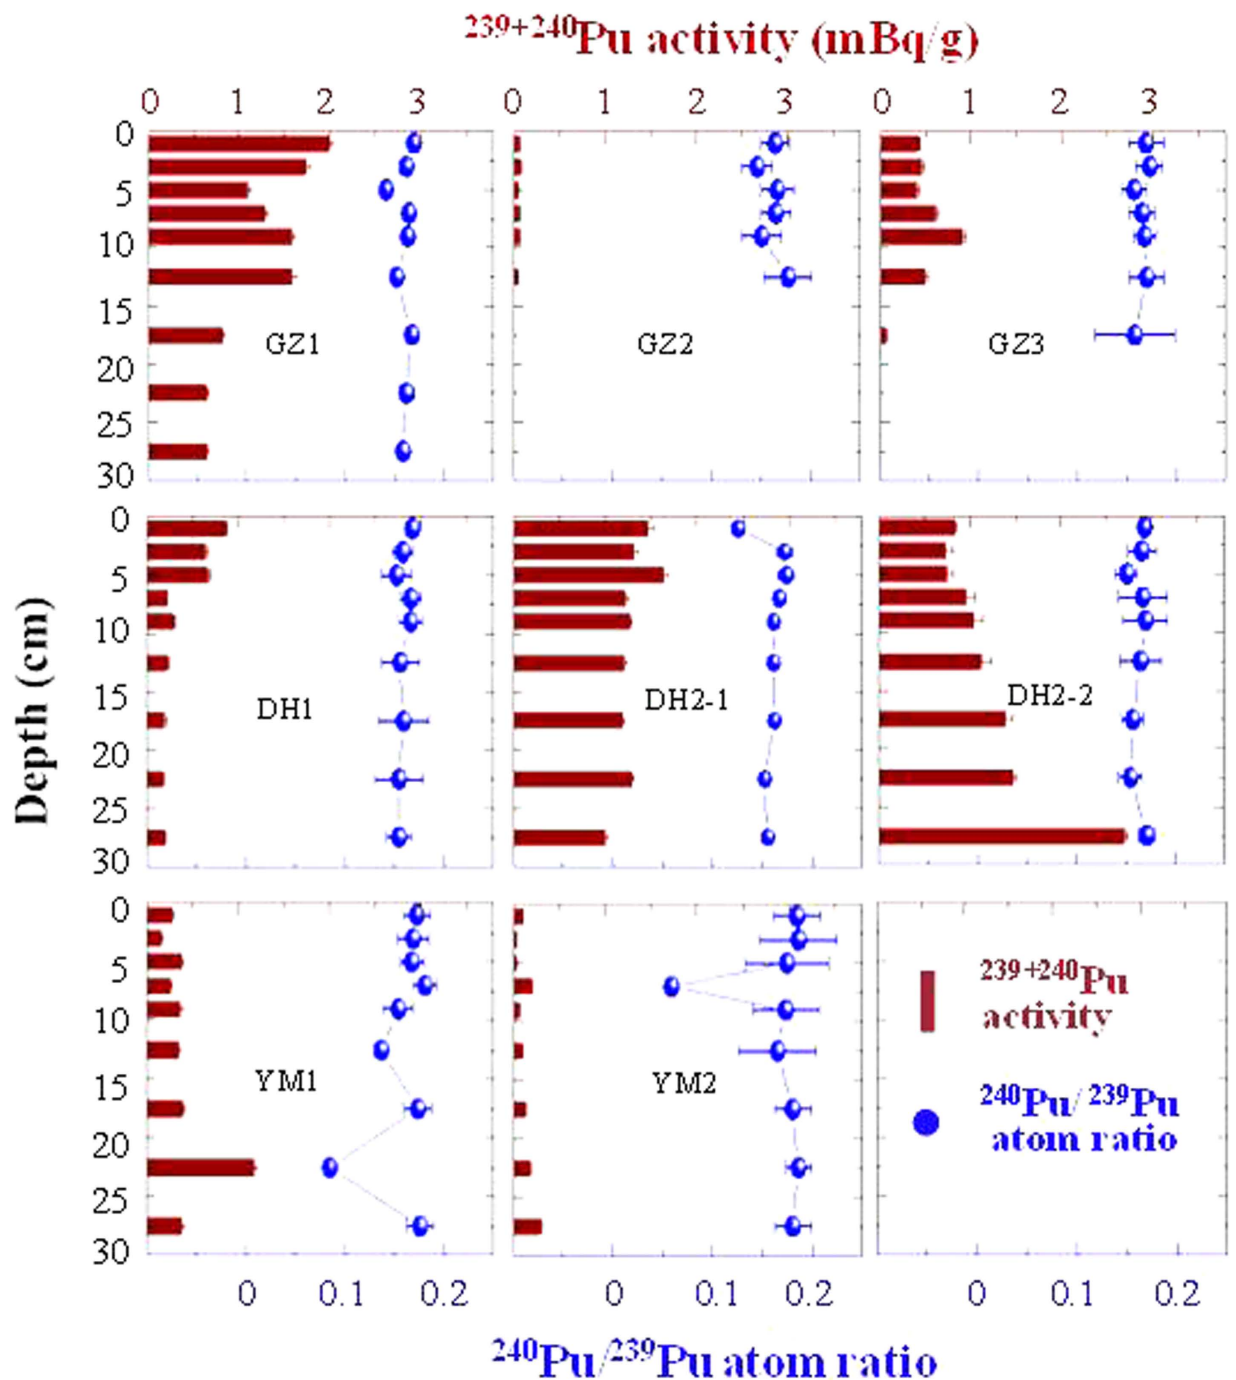 239+240Pu activity (mBq/g)
0 1 2 3 0 1 2 3 0 1 2 3
0
5
10
15
20
25
30
GZ1 GZ2 GZ3
0
5
10
15
20
25
30
DH1 DH2-1 DH2-2
0
5
10
15
20
25
30
YM1 YM2
Depth (cm)
239+240Pu
activity
240Pu/239Pu
atom ratio
0 0.1 0.2 0 0.1 0.2 0 0.1 0.2
240Pu/239Pu atom ratio